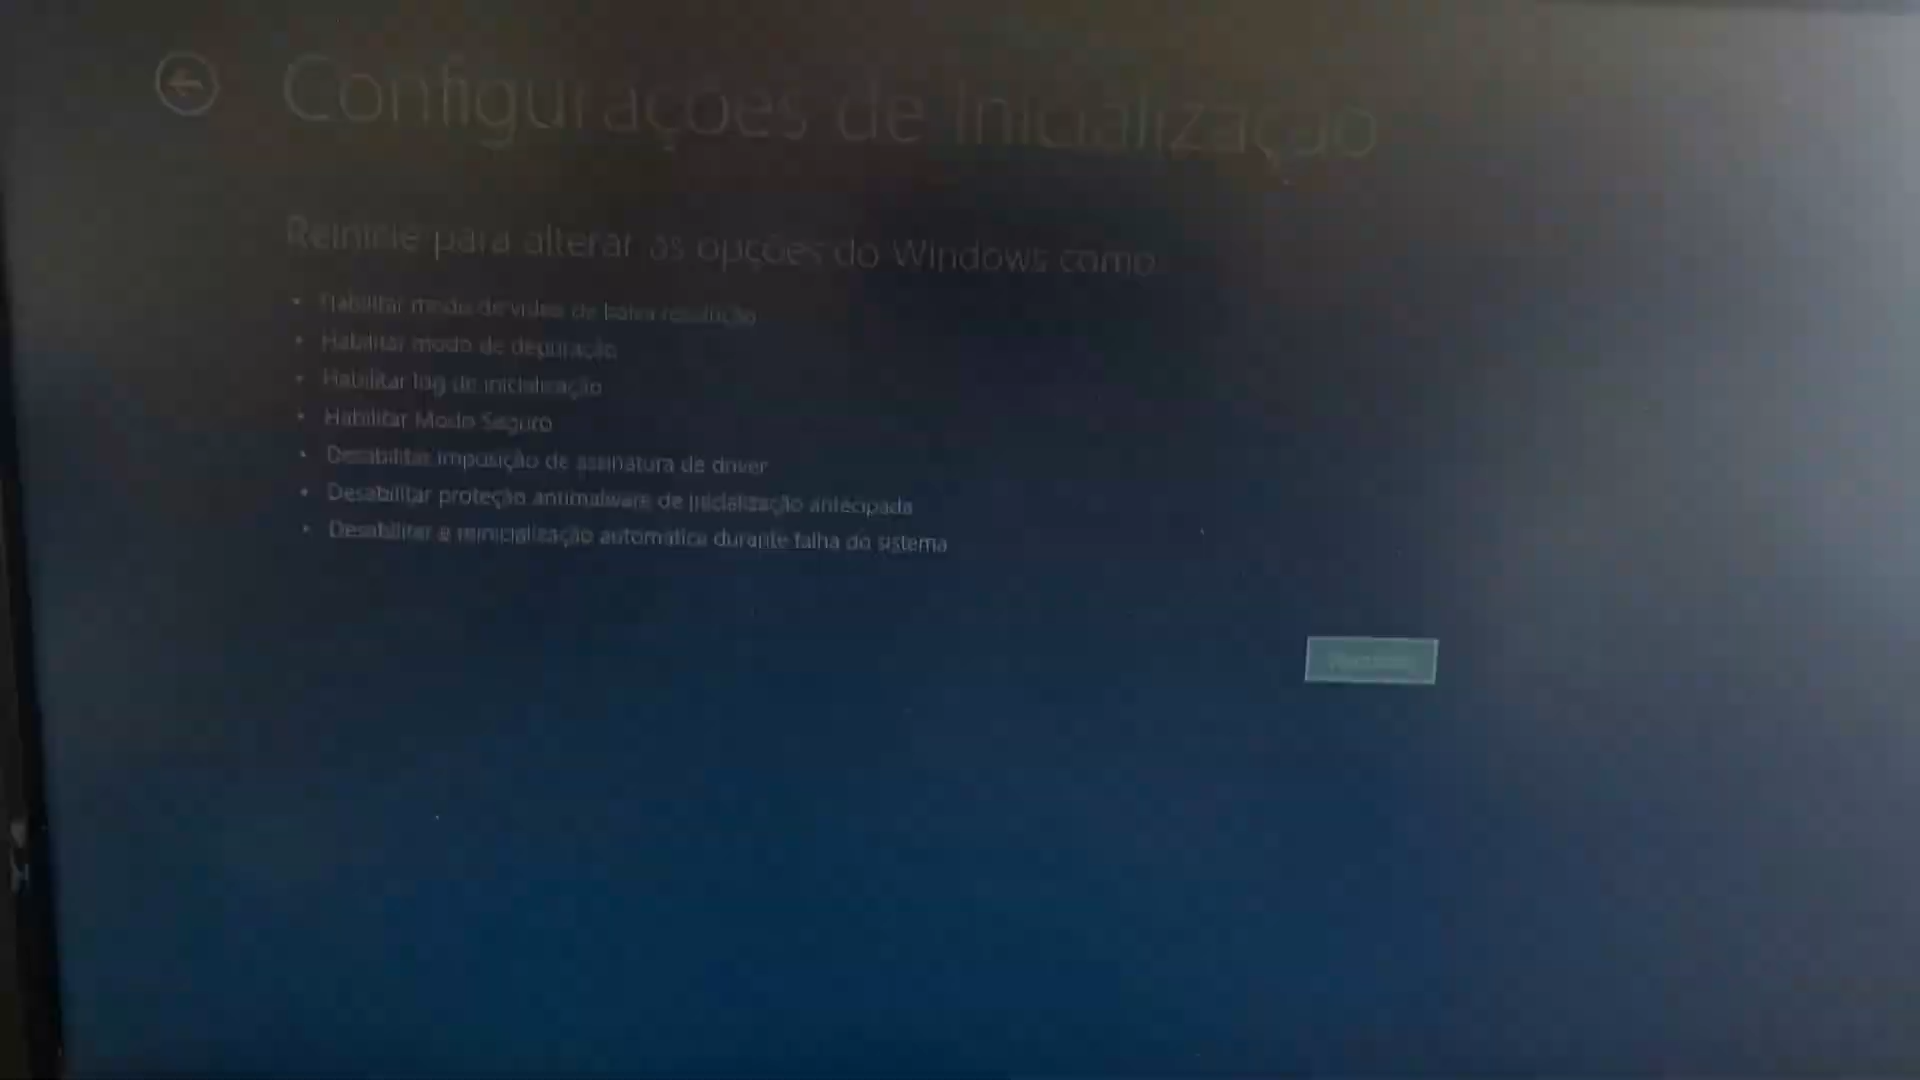 Configurações de Inicialização
Reinicie para alterar as opções do Windows como
• Habilitar modo de vídeo de baixa resolução
• Habilitar modo de depuração
• Habilitar log de inicialização
• Habilitar Modo Seguro
• Desabilitar imposição de assinatura de driver
• Desabilitar proteção antimalware de inicialização antecipada
• Desabilitar a reinicialização automática durante falha do sistema